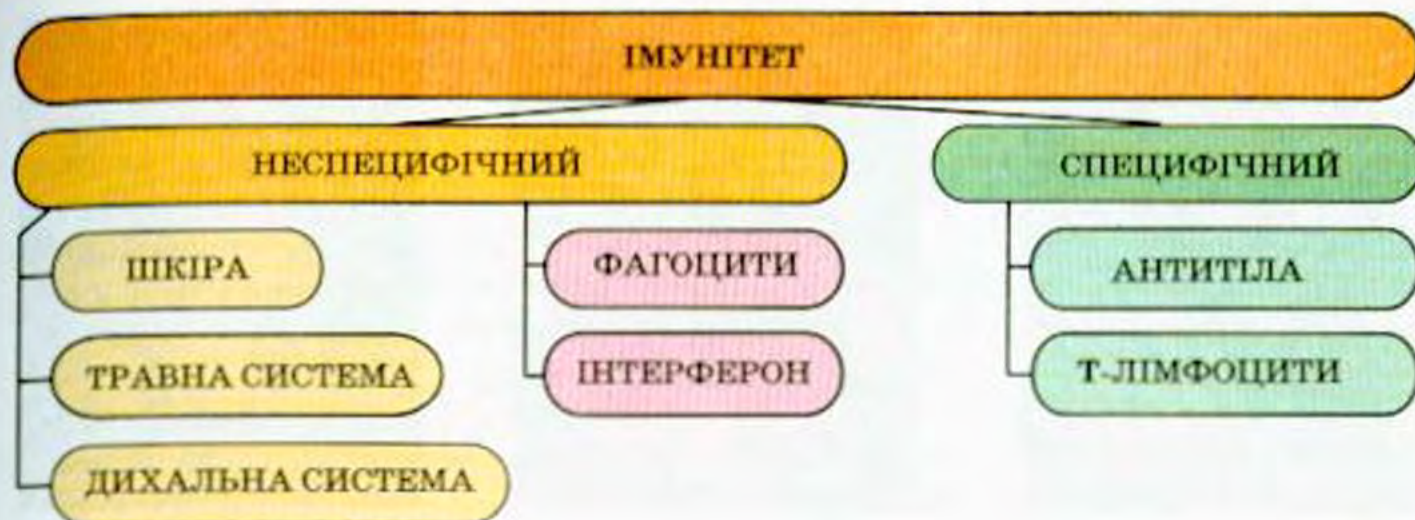 ІМУНІТЕТ
НЕСПЕЦИФІЧНИЙ
СПЕЦИФІЧНИЙ
ШКІРА
ФАГОЦИТИ
АНТИТІЛА
ТРАВНА СИСТЕМА
ІНТЕРФЕРОН
Т-ЛІМФОЦИТИ
ДИХАЛЬНА СИСТЕМА